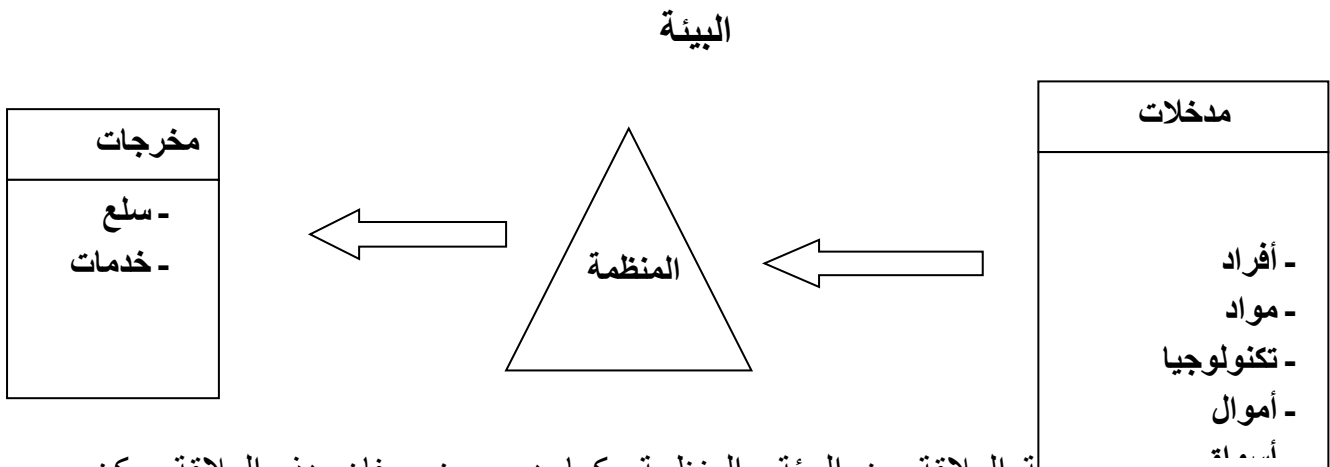 البيئة
مدخلات
- أفراد
- مواد
- تكنولوجيا
- أموال
المنظمة
مخرجات
- سلع
- خدمات